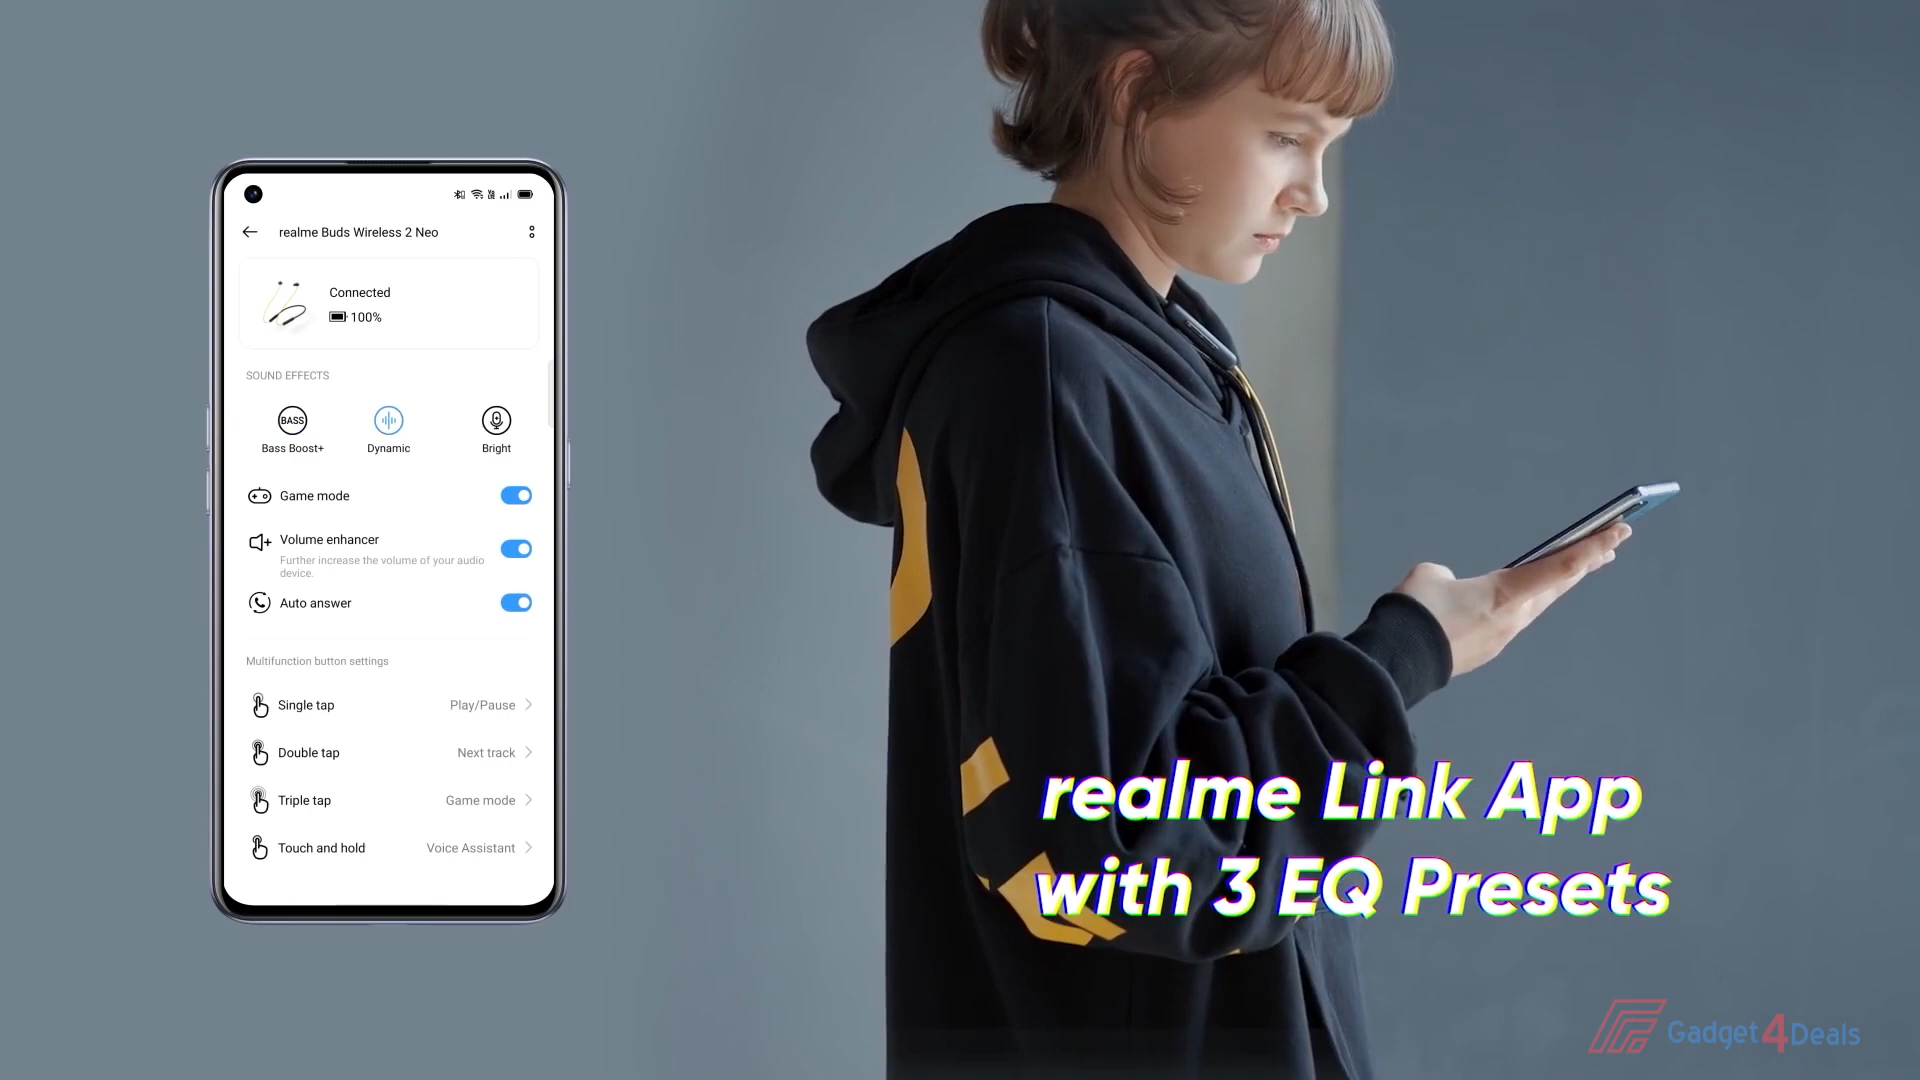 realme Buds Wireless 2 Neo
Connected
100%
SOUND EFFECTS
BASS
Bass Boost+
Dynamic
Bright
Game mode
Volume enhancer
Further increase the volume of your audio
device.
Auto answer
Multifunction button settings
Single tap Play/Pause
Double tap Next track
Triple tap Game mode
Touch and hold Voice Assistant
realme Link App
with 3 EQ Presets
Gadget4Deals